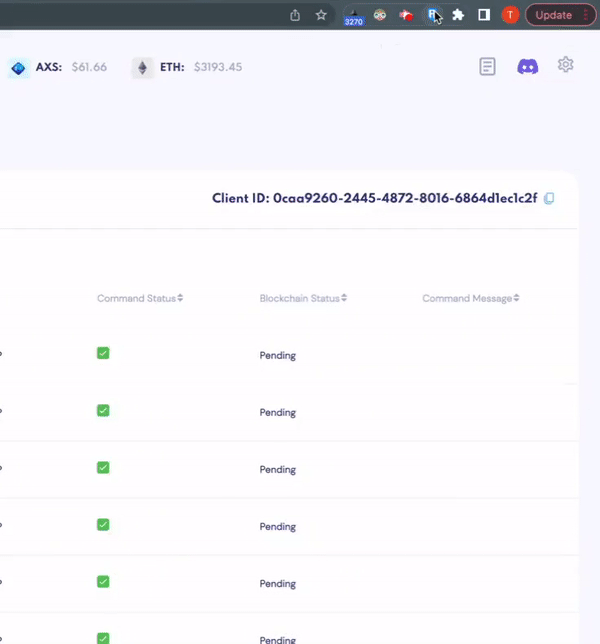 T Update
3270
AXS: $61.66 ETH: $3193.45
Client ID: 0caa9260-2445-4872-8016-6864d1ec1c2f
Command Status Blockchain Status Command Message
Pending
Pending
Pending
Pending
Pending
Pending